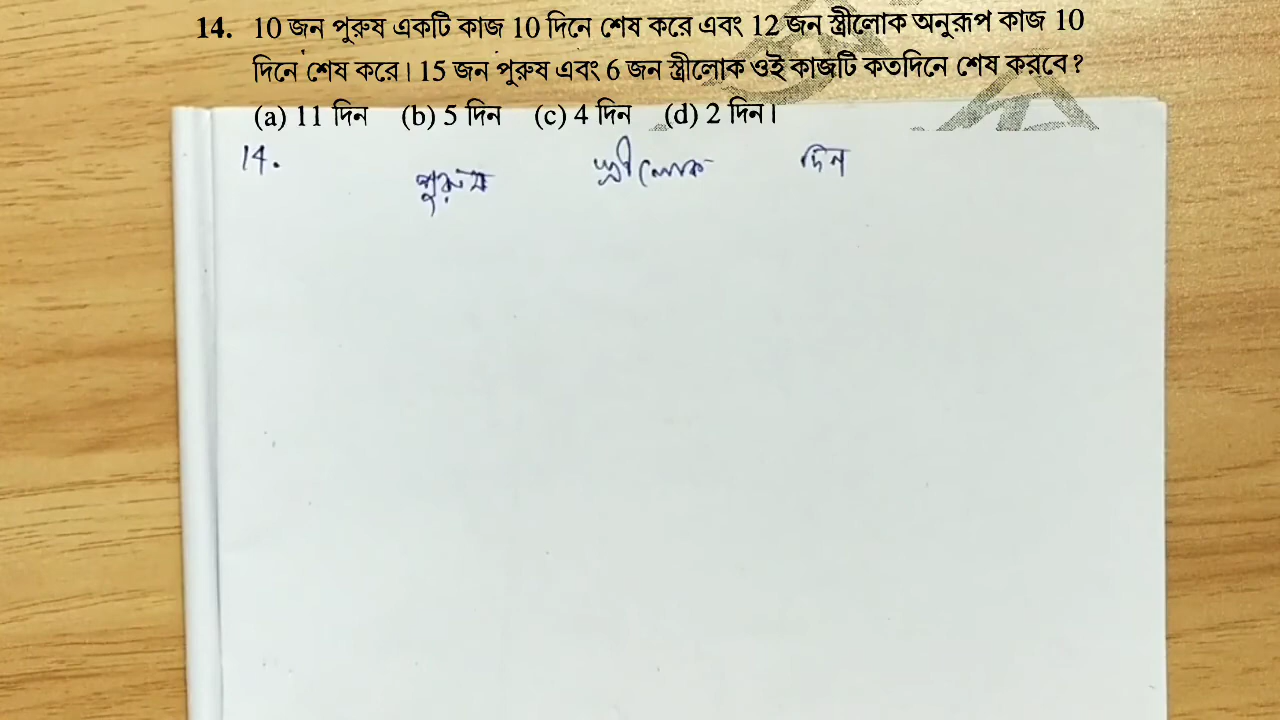 14. 10 জন পুরুষ একটি কাজ 10 দিনে শেষ করে এবং 12 জন স্ত্রীলোক অনুরূপ কাজ 10
দিনে শেষ করে। 15 জন পুরুষ এবং 6 জন স্ত্রীলোক ওই কাজটি কতদিনে শেষ করবে?
(a) 11 দিন (b) 5 দিন (c) 4 দিন (d) 2 দিন।
14. পুরুষ স্ত্রীলোক দিন